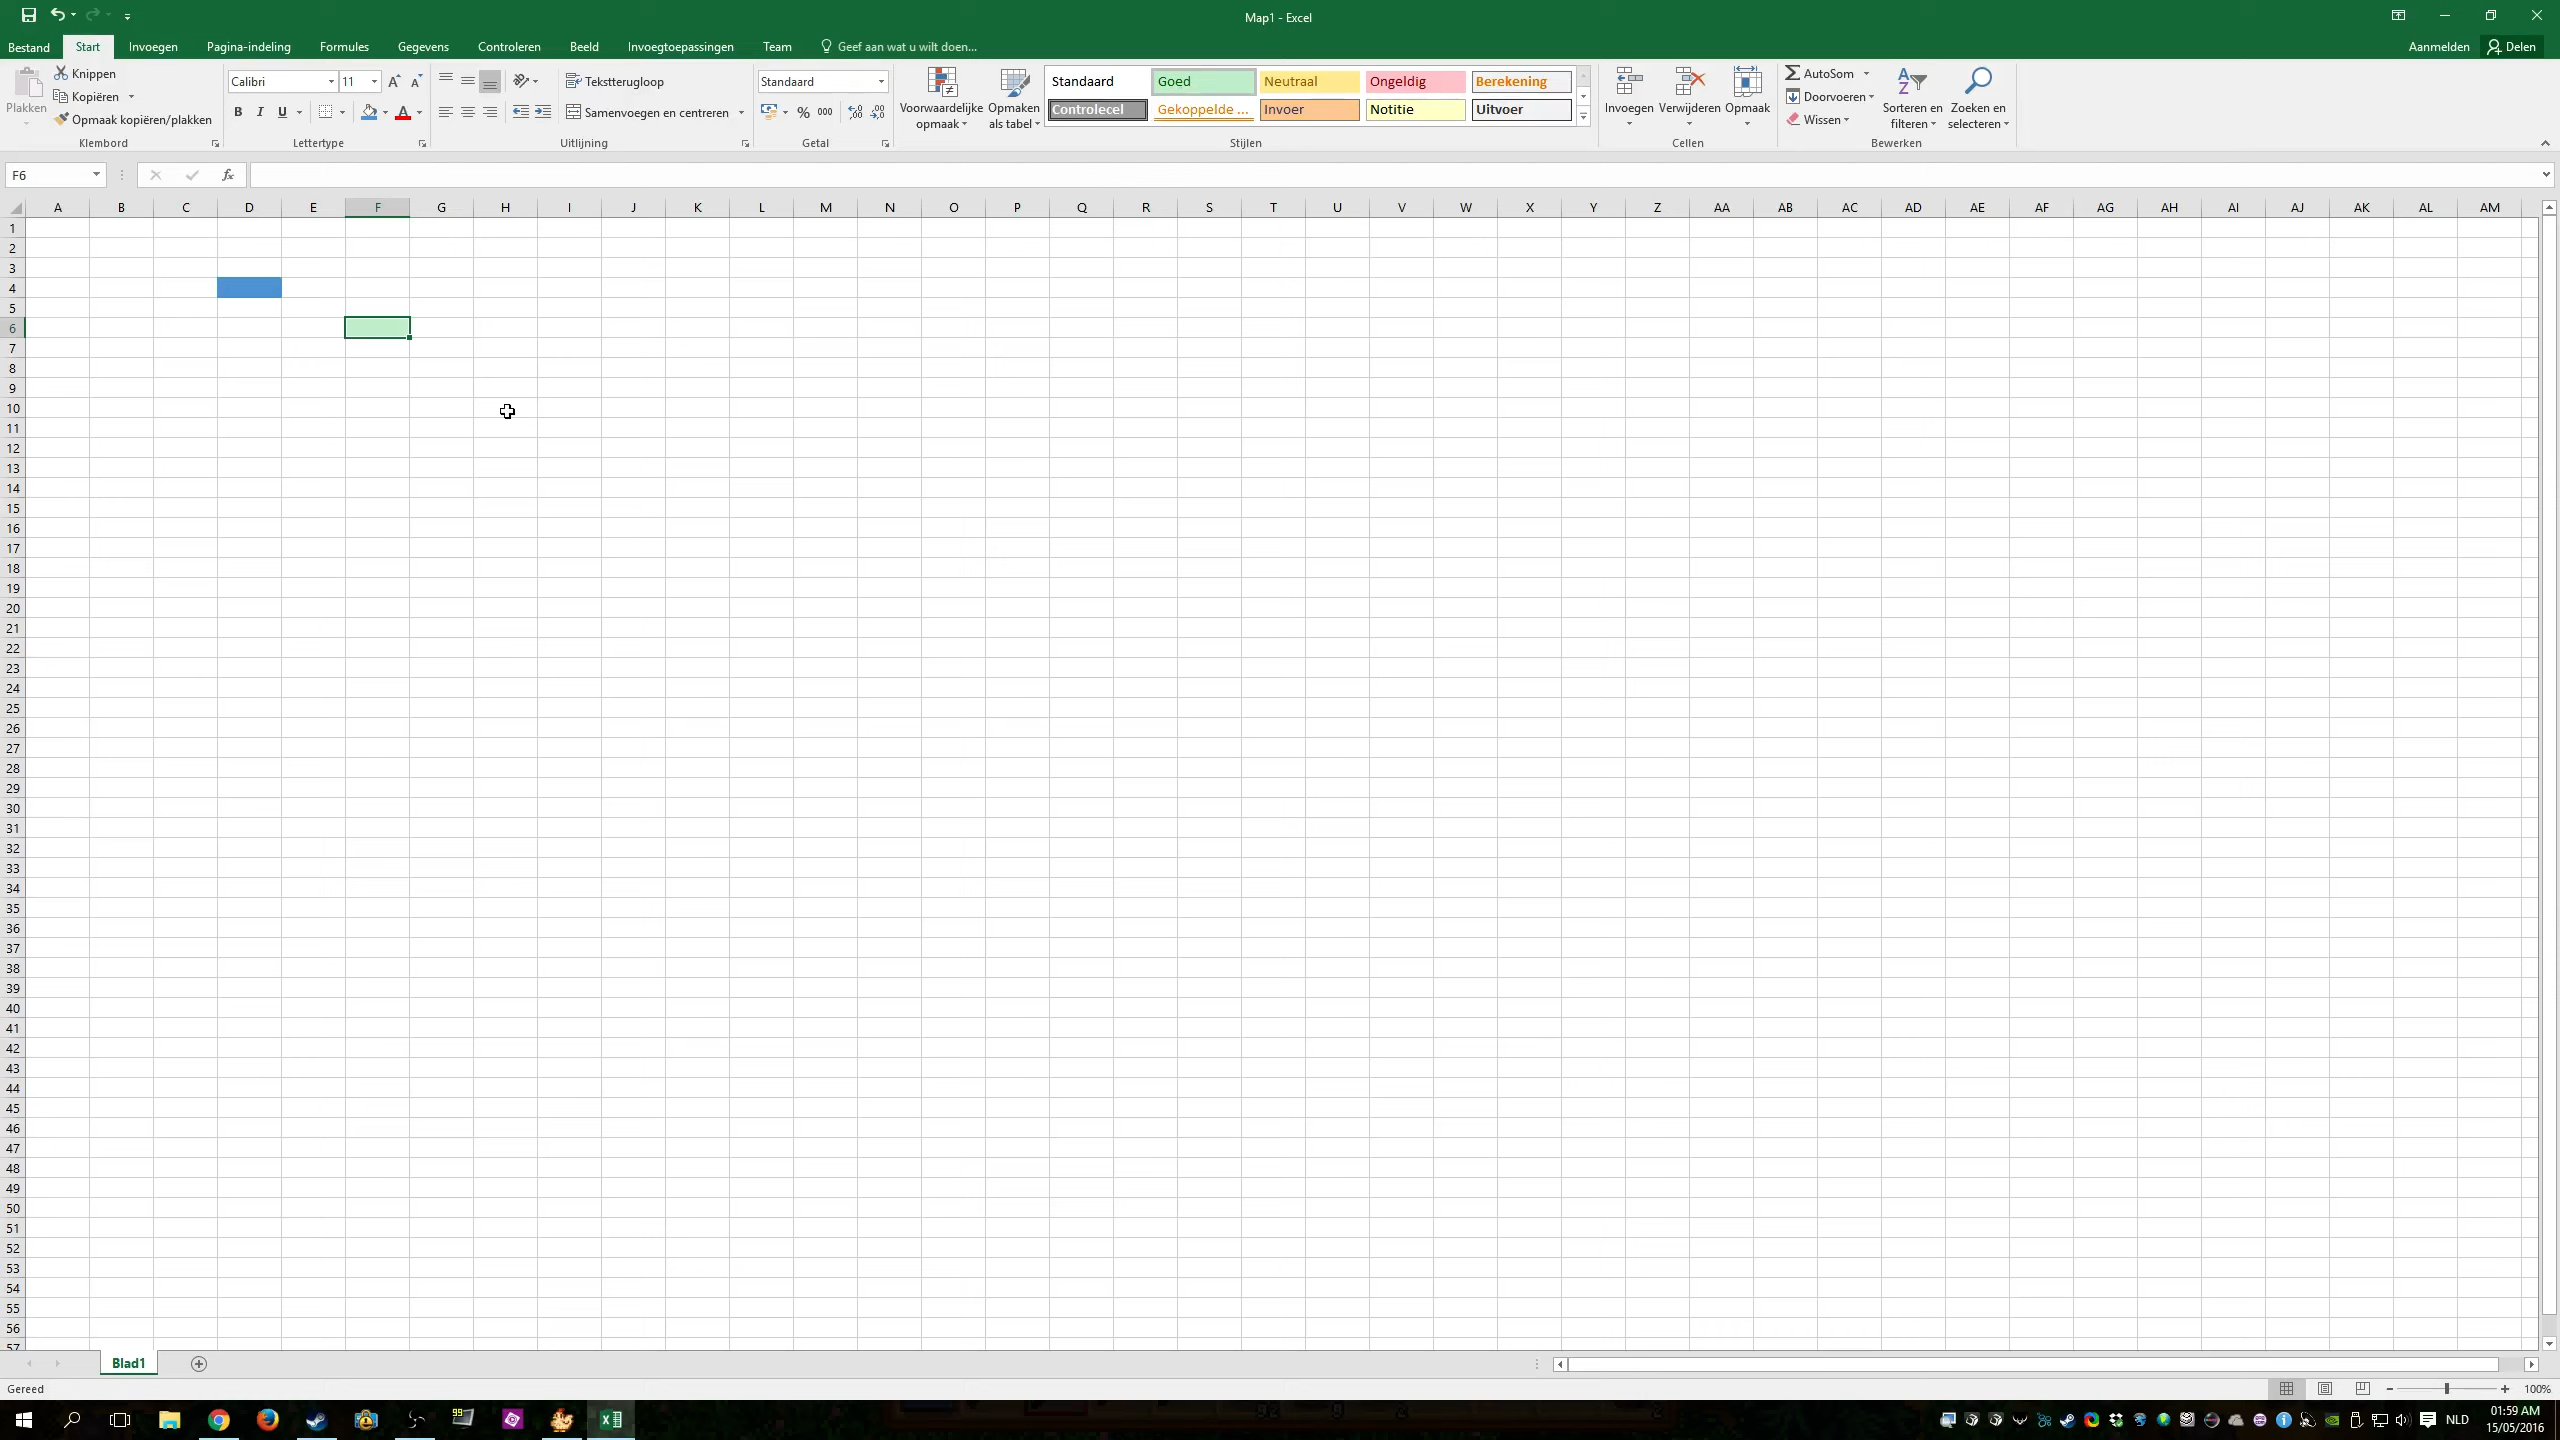 Map1 - Excel
Bestand Start Invoegen Pagina-indeling Formules Gegevens Controleren Beeld Invoegtoepassingen Team Geef aan wat u wilt doen... Aanmelden Delen
Plakken
Knippen
Kopiëren
Opmaak kopiëren/plakken
Klembord
Calibri 11
B I U A
Lettertype
Tekstterugloop
Samenvoegen en centreren
Uitlijning
Standaard
% 000
Getal
Voorwaardelijke opmaak
Opmaken als tabel
Standaard Goed Neutraal Ongeldig Berekening
Controlecel Gekoppelde ... Invoer Notitie Uitvoer
Stijlen
Invoegen Verwijderen Opmaak
Cellen
AutoSom
Doorvoeren
Wissen
Sorteren en filteren
Zoeken en selecteren
Bewerken
F6 fx
A B C D E F G H I J K L M N O P Q R S T U V W X Y Z AA AB AC AD AE AF AG AH AI AJ AK AL AM
1
2
3
4
5
6
7
8
9
10
11
12
13
14
15
16
17
18
19
20
21
22
23
24
25
26
27
28
29
30
31
32
33
34
35
36
37
38
39
40
41
42
43
44
45
46
47
48
49
50
51
52
53
54
55
56
57
Blad1
Gereed 100%
99 NLD 01:59 AM
15/05/2016